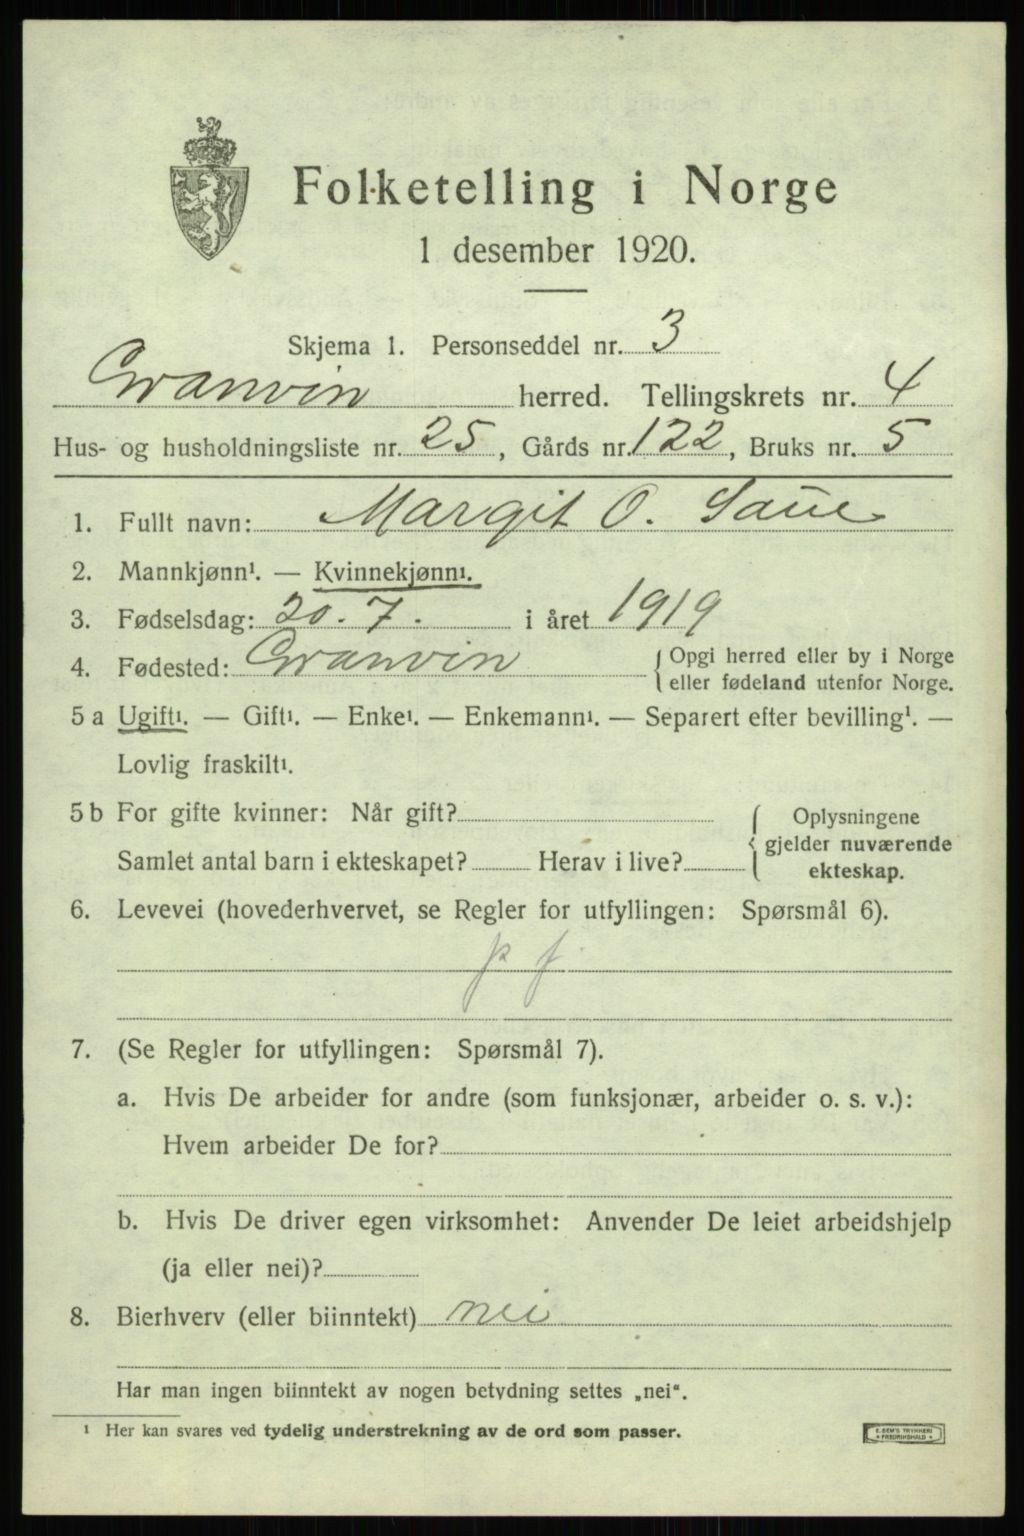 Folketelling i Norge
1 desember 1920.
Skjema 1. Personseddel nr. 3
Granvin herred. Tellingskrets nr. 4
Hus- og husholdningsliste nr. 25, Gårds nr. 122, Bruks nr. 5
1. Fullt navn: Margit O. Saue
2. Mannkjønn¹. — Kvinnekjønn¹.
3. Fødselsdag: 20. 7. i året 1919
4. Fødested: Granvin { Opgi herred eller by i Norge
eller fødeland utenfor Norge.
5 a Ugift¹. — Gift¹. — Enke¹. — Enkemann¹. — Separert efter bevilling¹. —
Lovlig fraskilt¹.
5 b For gifte kvinner: Når gift?
Samlet antal barn i ekteskapet? Herav i live?
{ Oplysningene
gjelder nuværende
ekteskap.
6. Levevei (hovederhvervet, se Regler for utfyllingen: Spørsmål 6).
p f
7. (Se Regler for utfyllingen: Spørsmål 7).
a. Hvis De arbeider for andre (som funksjonær, arbeider o. s. v.):
Hvem arbeider De for?
b. Hvis De driver egen virksomhet: Anvender De leiet arbeidshjelp
(ja eller nei)?
8. Bierhverv (eller biinntekt) nei
Har man ingen biinntekt av nogen betydning settes „nei“.
¹ Her kan svares ved tydelig understrekning av de ord som passer.
E. SEM'S TRYKKERI
FREDRIKSHALD